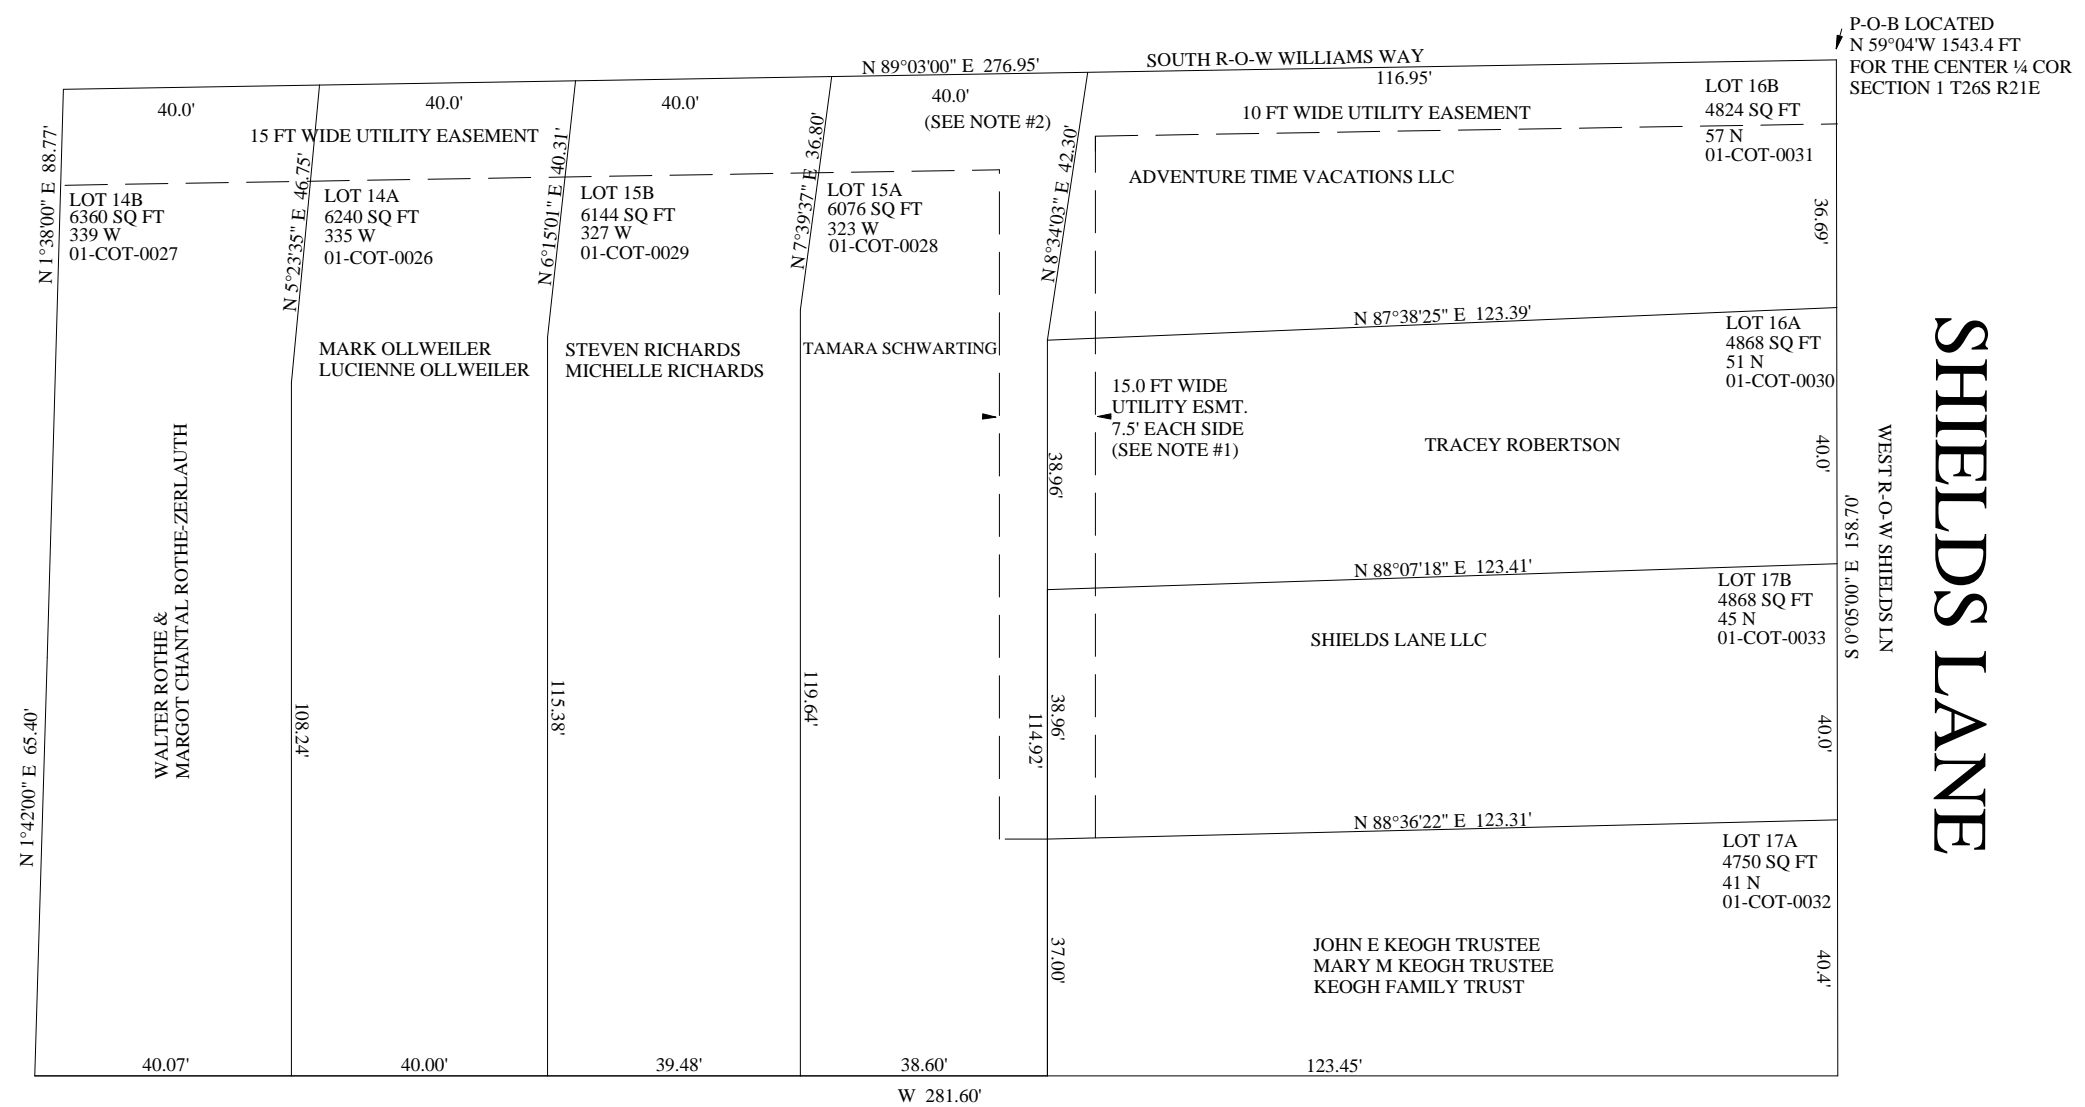 P-O-B LOCATED
N 59°04'W 1543.4 FT
FOR THE CENTER ¼ COR
SECTION 1 T26S R21E
N 89°03'00" E 276.95'
SOUTH R-O-W WILLIAMS WAY
116.95'
40.0'
40.0'
40.0'
40.0'
(SEE NOTE #2)
15 FT WIDE UTILITY EASEMENT
10 FT WIDE UTILITY EASEMENT
LOT 16B
4824 SQ FT
57 N
01-COT-0031
ADVENTURE TIME VACATIONS LLC
36.69'
N 1°38'00" E 88.77'
N 5°23'35" E 46.75'
N 6°15'01" E 40.31'
N 7°39'37" E 36.80'
N 8°34'03" E 42.30'
LOT 14B
6360 SQ FT
339 W
01-COT-0027
LOT 14A
6240 SQ FT
335 W
01-COT-0026
LOT 15B
6144 SQ FT
327 W
01-COT-0029
LOT 15A
6076 SQ FT
323 W
01-COT-0028
MARK OLLWEILER
LUCIENNE OLLWEILER
STEVEN RICHARDS
MICHELLE RICHARDS
TAMARA SCHWARTING
N 87°38'25" E 123.39'
LOT 16A
4868 SQ FT
51 N
01-COT-0030
15.0 FT WIDE
UTILITY ESMT.
7.5' EACH SIDE
(SEE NOTE #1)
TRACEY ROBERTSON
38.96'
40.0'
WALTER ROTHE &
MARGOT CHANTAL ROTHE-ZERLAUTH
N 88°07'18" E 123.41'
LOT 17B
4868 SQ FT
45 N
01-COT-0033
SHIELDS LANE LLC
S 0°05'00" E 158.70'
WEST R-O-W SHIELDS LN
SHIELDS LANE
N 1°42'00" E 65.40'
108.24'
115.38'
119.64'
114.92'
38.96'
40.0'
N 88°36'22" E 123.31'
LOT 17A
4750 SQ FT
41 N
01-COT-0032
JOHN E KEOGH TRUSTEE
MARY M KEOGH TRUSTEE
KEOGH FAMILY TRUST
37.00'
40.4'
40.07'
40.00'
39.48'
38.60'
123.45'
W 281.60'